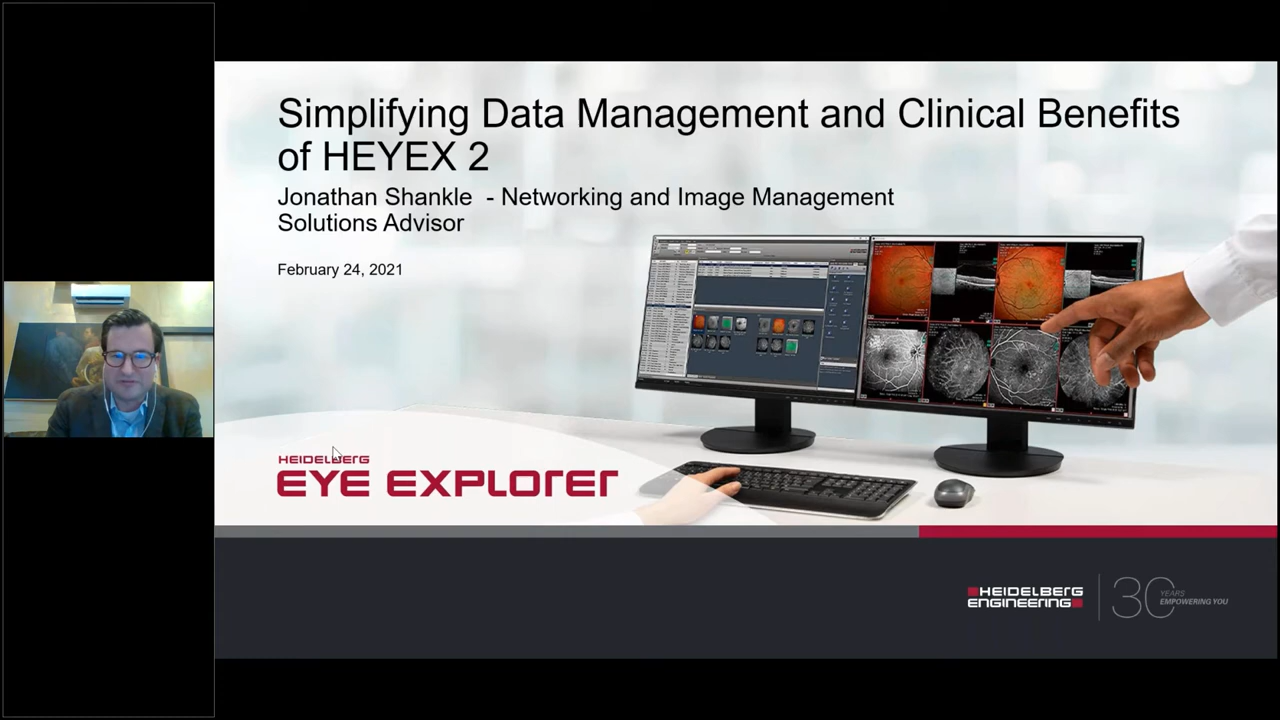 Simplifying Data Management and Clinical Benefits
of HEYEX 2
Jonathan Shankle - Networking and Image Management
Solutions Advisor
February 24, 2021
HEIDELBERG
EYE EXPLORER
HEIDELBERG
ENGINEERING
30
YEARS
EMPOWERING YOU